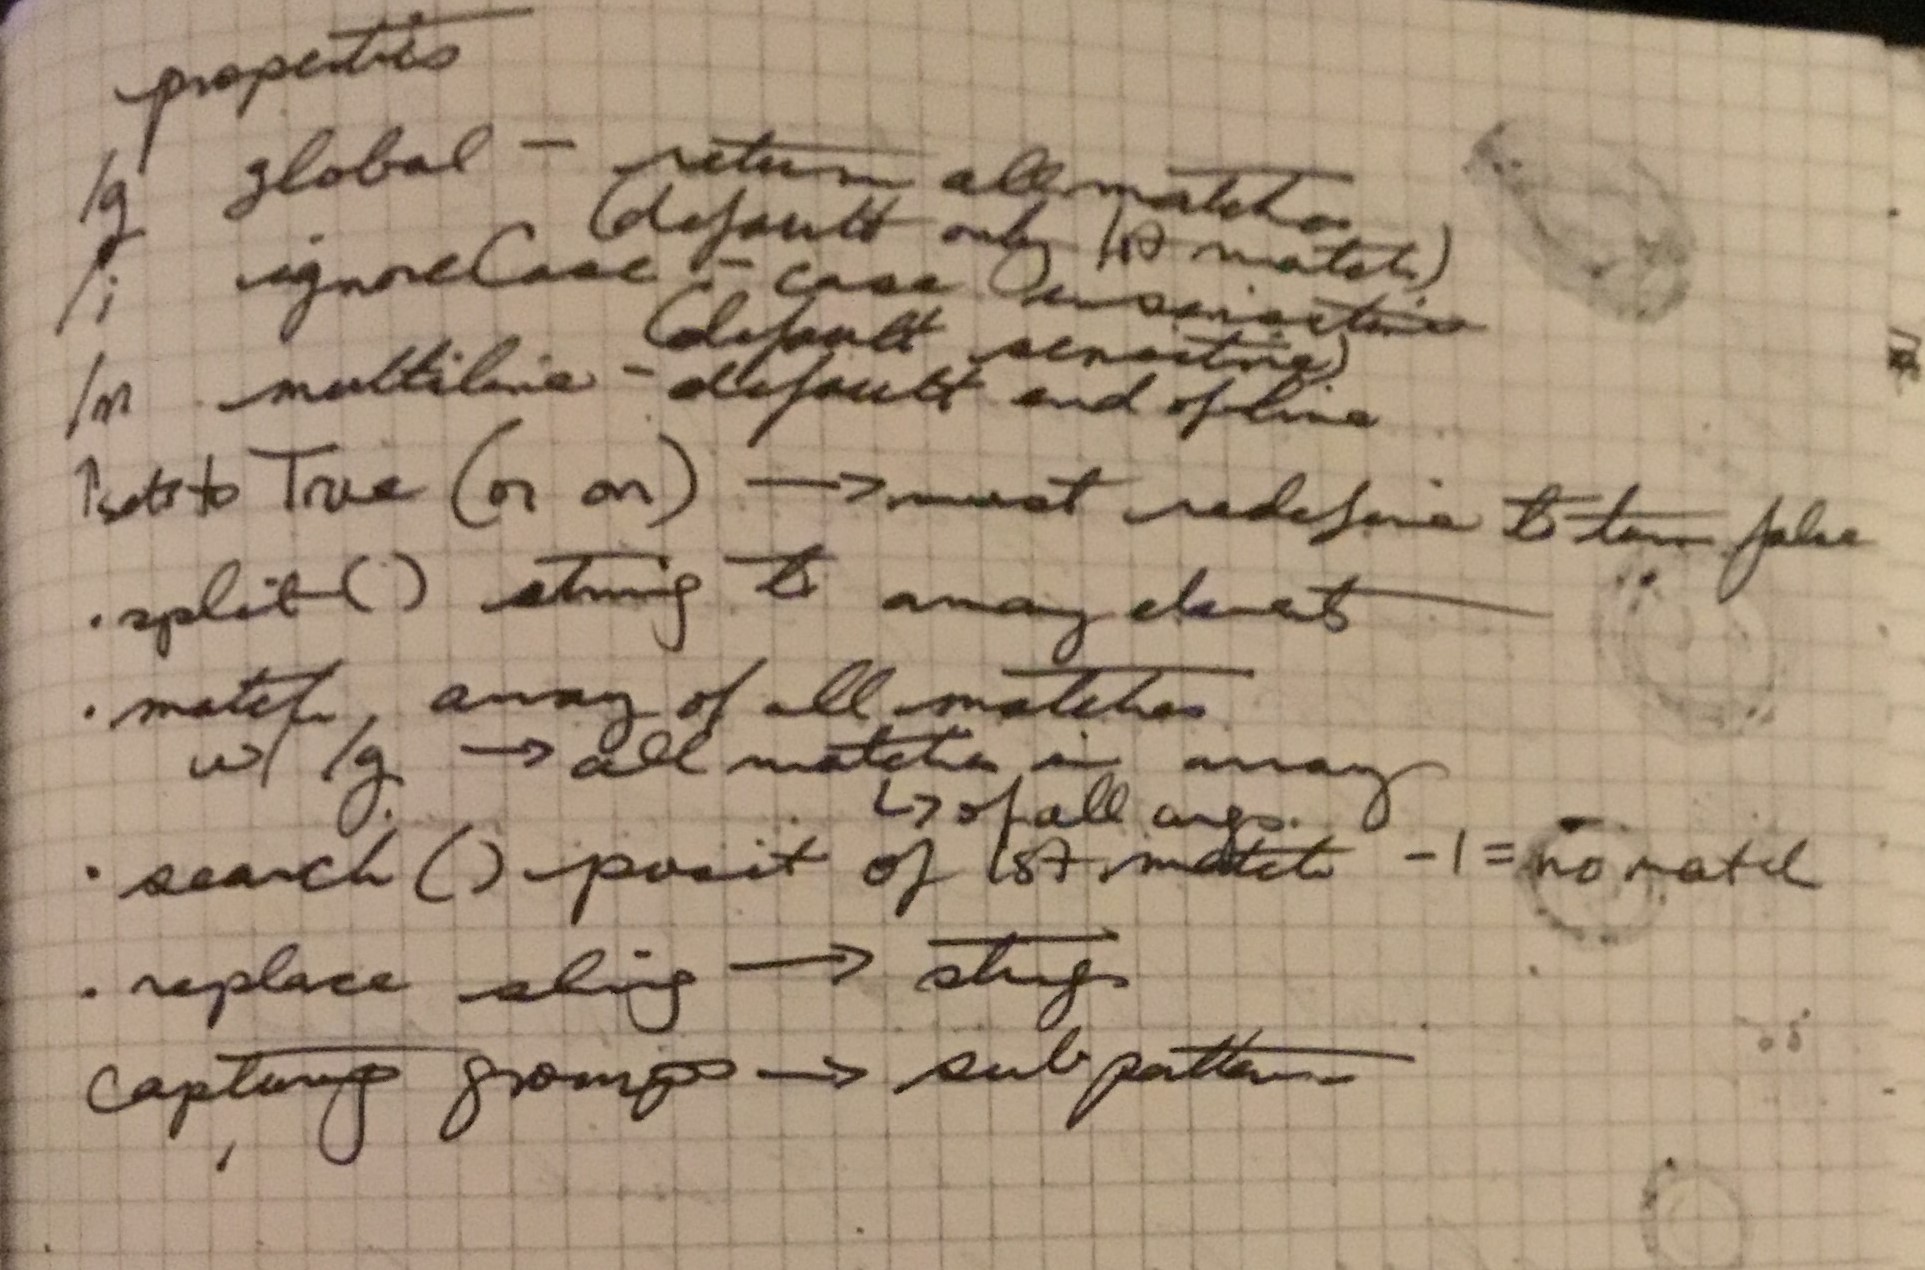 properties
/g global - return all matches
(default only 1st match)
/i ignoreCase - case insensitive
(default sensitive)
/m multiline - default end of line
↑ sets to True (or on) → must redefine to turn false
.split() string to array elements
.match, array of all matches
w/ /g → all matches in array
↳ of all args.
.search() posit of 1st match -1 = no match
.replace string → string
Capturing groups → sub pattern